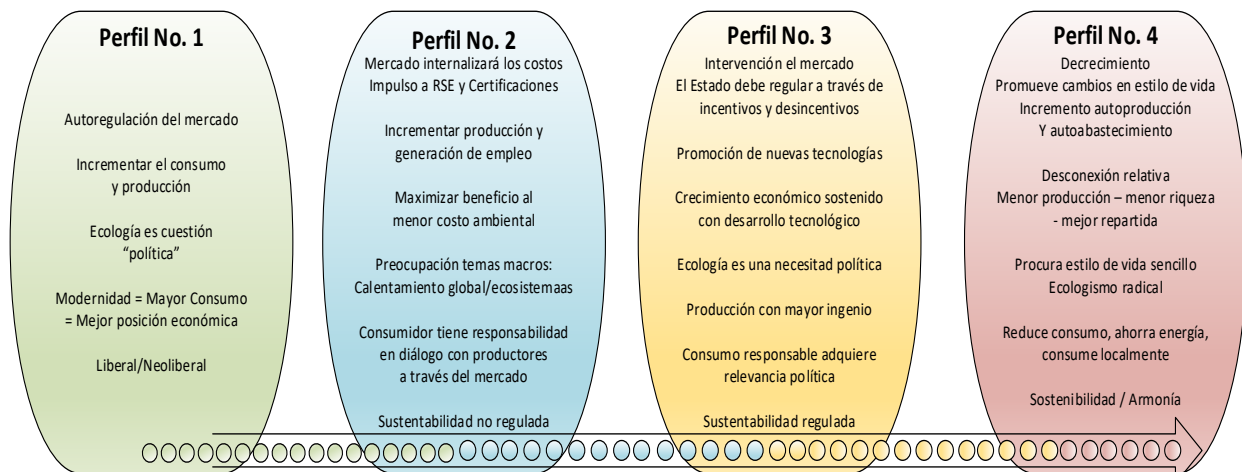 Perfil No. 1
Autoregulación del mercado
Incrementar el consumo
y producción
Ecología es cuestión
“política”
Modernidad = Mayor Consumo
= Mejor posición económica
Liberal/Neoliberal
Perfil No. 2
Mercado internalizará los costos
Impulso a RSE y Certificaciones
Incrementar producción y
generación de empleo
Maximizar beneficio al
menor costo ambiental
Preocupación temas macros:
Calentamiento global/ecosistemaas
Consumidor tiene responsabilidad
en diálogo con productores
a través del mercado
Sustentabilidad no regulada
Perfil No. 3
Intervención el mercado
El Estado debe regular a través de
incentivos y desincentivos
Promoción de nuevas tecnologías
Crecimiento económico sostenido
con desarrollo tecnológico
Ecología es una necesitad política
Producción con mayor ingenio
Consumo responsable adquiere
relevancia política
Sustentabilidad regulada
Perfil No. 4
Decrecimiento
Promueve cambios en estilo de vida
Incremento autoproducción
Y autoabastecimiento
Desconexión relativa
Menor producción – menor riqueza
- mejor repartida
Procura estilo de vida sencillo
Ecologismo radical
Reduce consumo, ahorra energía,
consume localmente
Sostenibilidad / Armonía